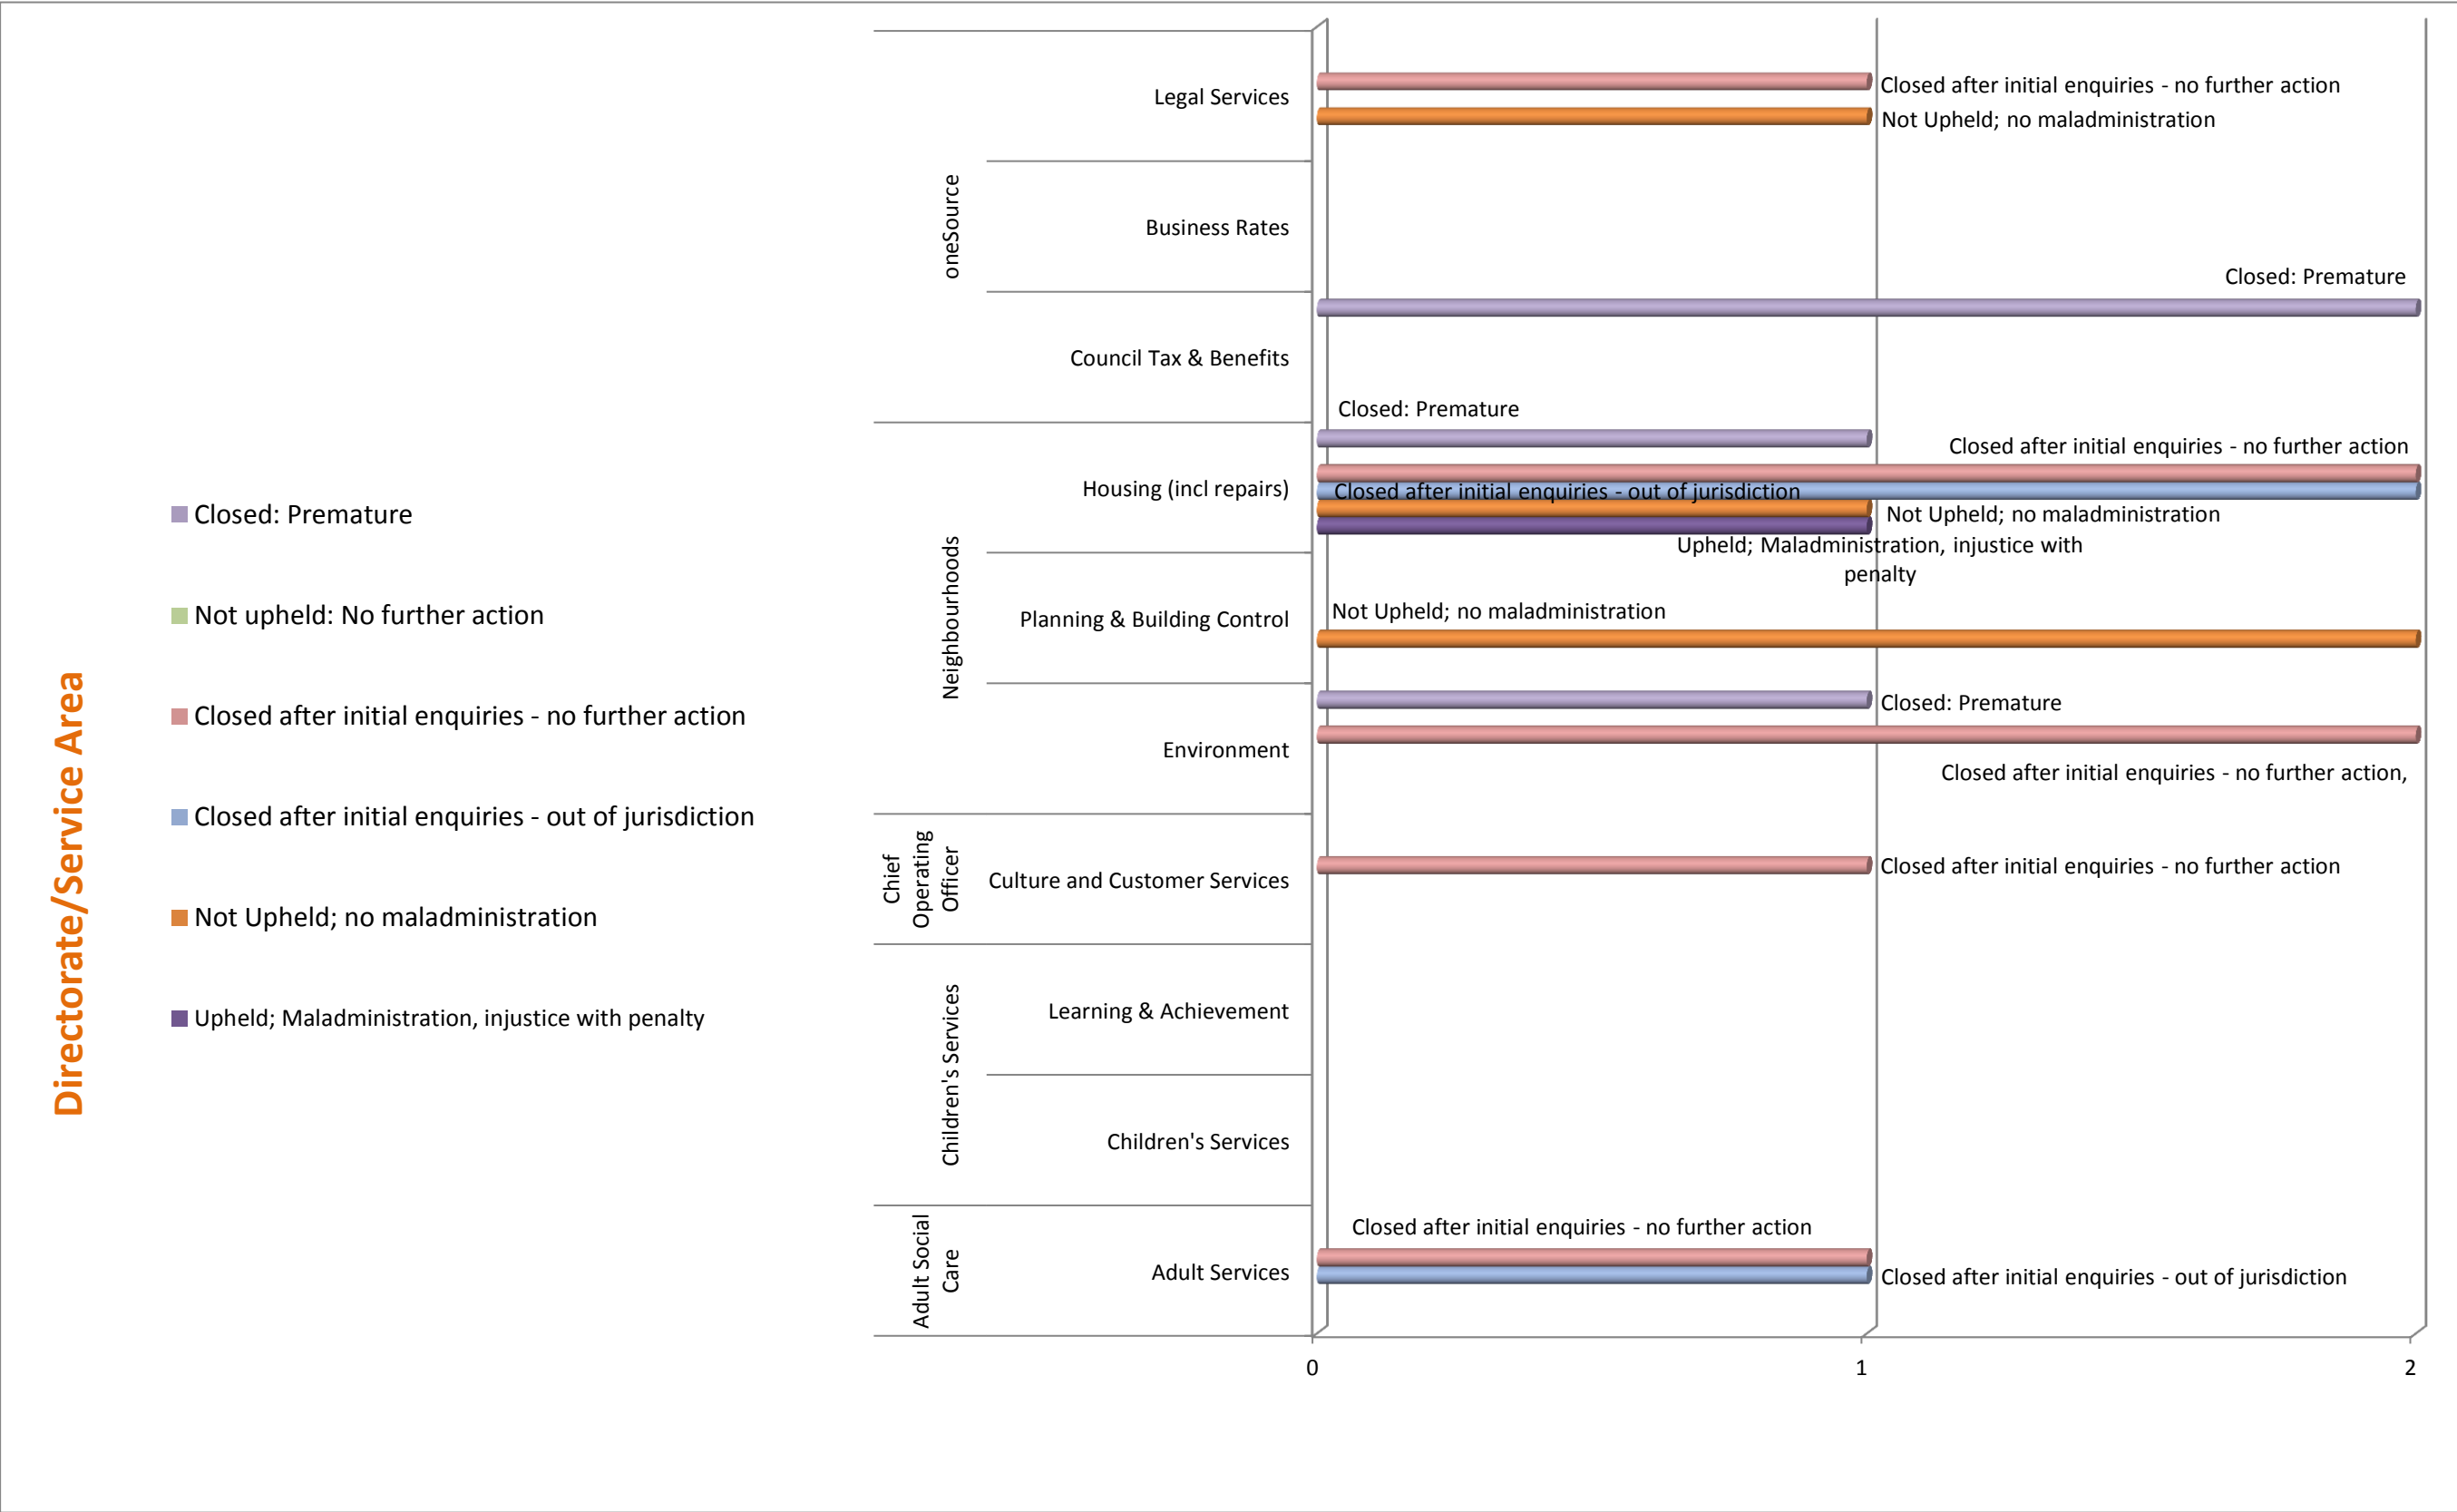 Directorate/Service Area
Closed: Premature
Not upheld: No further action
Closed after initial enquiries - no further action
Closed after initial enquiries - out of jurisdiction
Not Upheld; no maladministration
Upheld; Maladministration, injustice with penalty
oneSource
Legal Services
Closed after initial enquiries - no further action
Not Upheld; no maladministration
Business Rates
Council Tax & Benefits
Closed: Premature
Neighbourhoods
Housing (incl repairs)
Closed: Premature
Closed after initial enquiries - no further action
Closed after initial enquiries - out of jurisdiction
Not Upheld; no maladministration
Upheld; Maladministration, injustice with
penalty
Planning & Building Control
Not Upheld; no maladministration
Environment
Closed: Premature
Closed after initial enquiries - no further action,
Chief
Operating
Officer
Culture and Customer Services
Closed after initial enquiries - no further action
Children's Services
Learning & Achievement
Children's Services
Adult Social
Care
Adult Services
Closed after initial enquiries - no further action
Closed after initial enquiries - out of jurisdiction
0
1
2